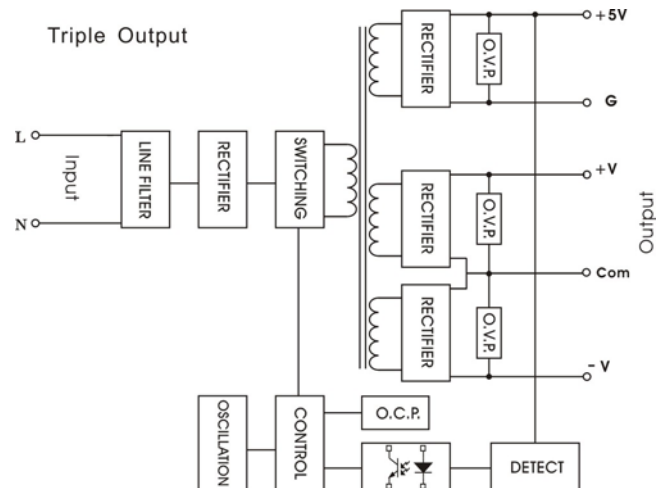 Triple Output
L
Input
N
LINE FILTER
RECTIFIER
SWITCHING
RECTIFIER
O.V.P.
+5V
G
RECTIFIER
O.V.P.
+V
Com
RECTIFIER
O.V.P.
- V
Output
OSCILLATION
CONTROL
O.C.P.
DETECT